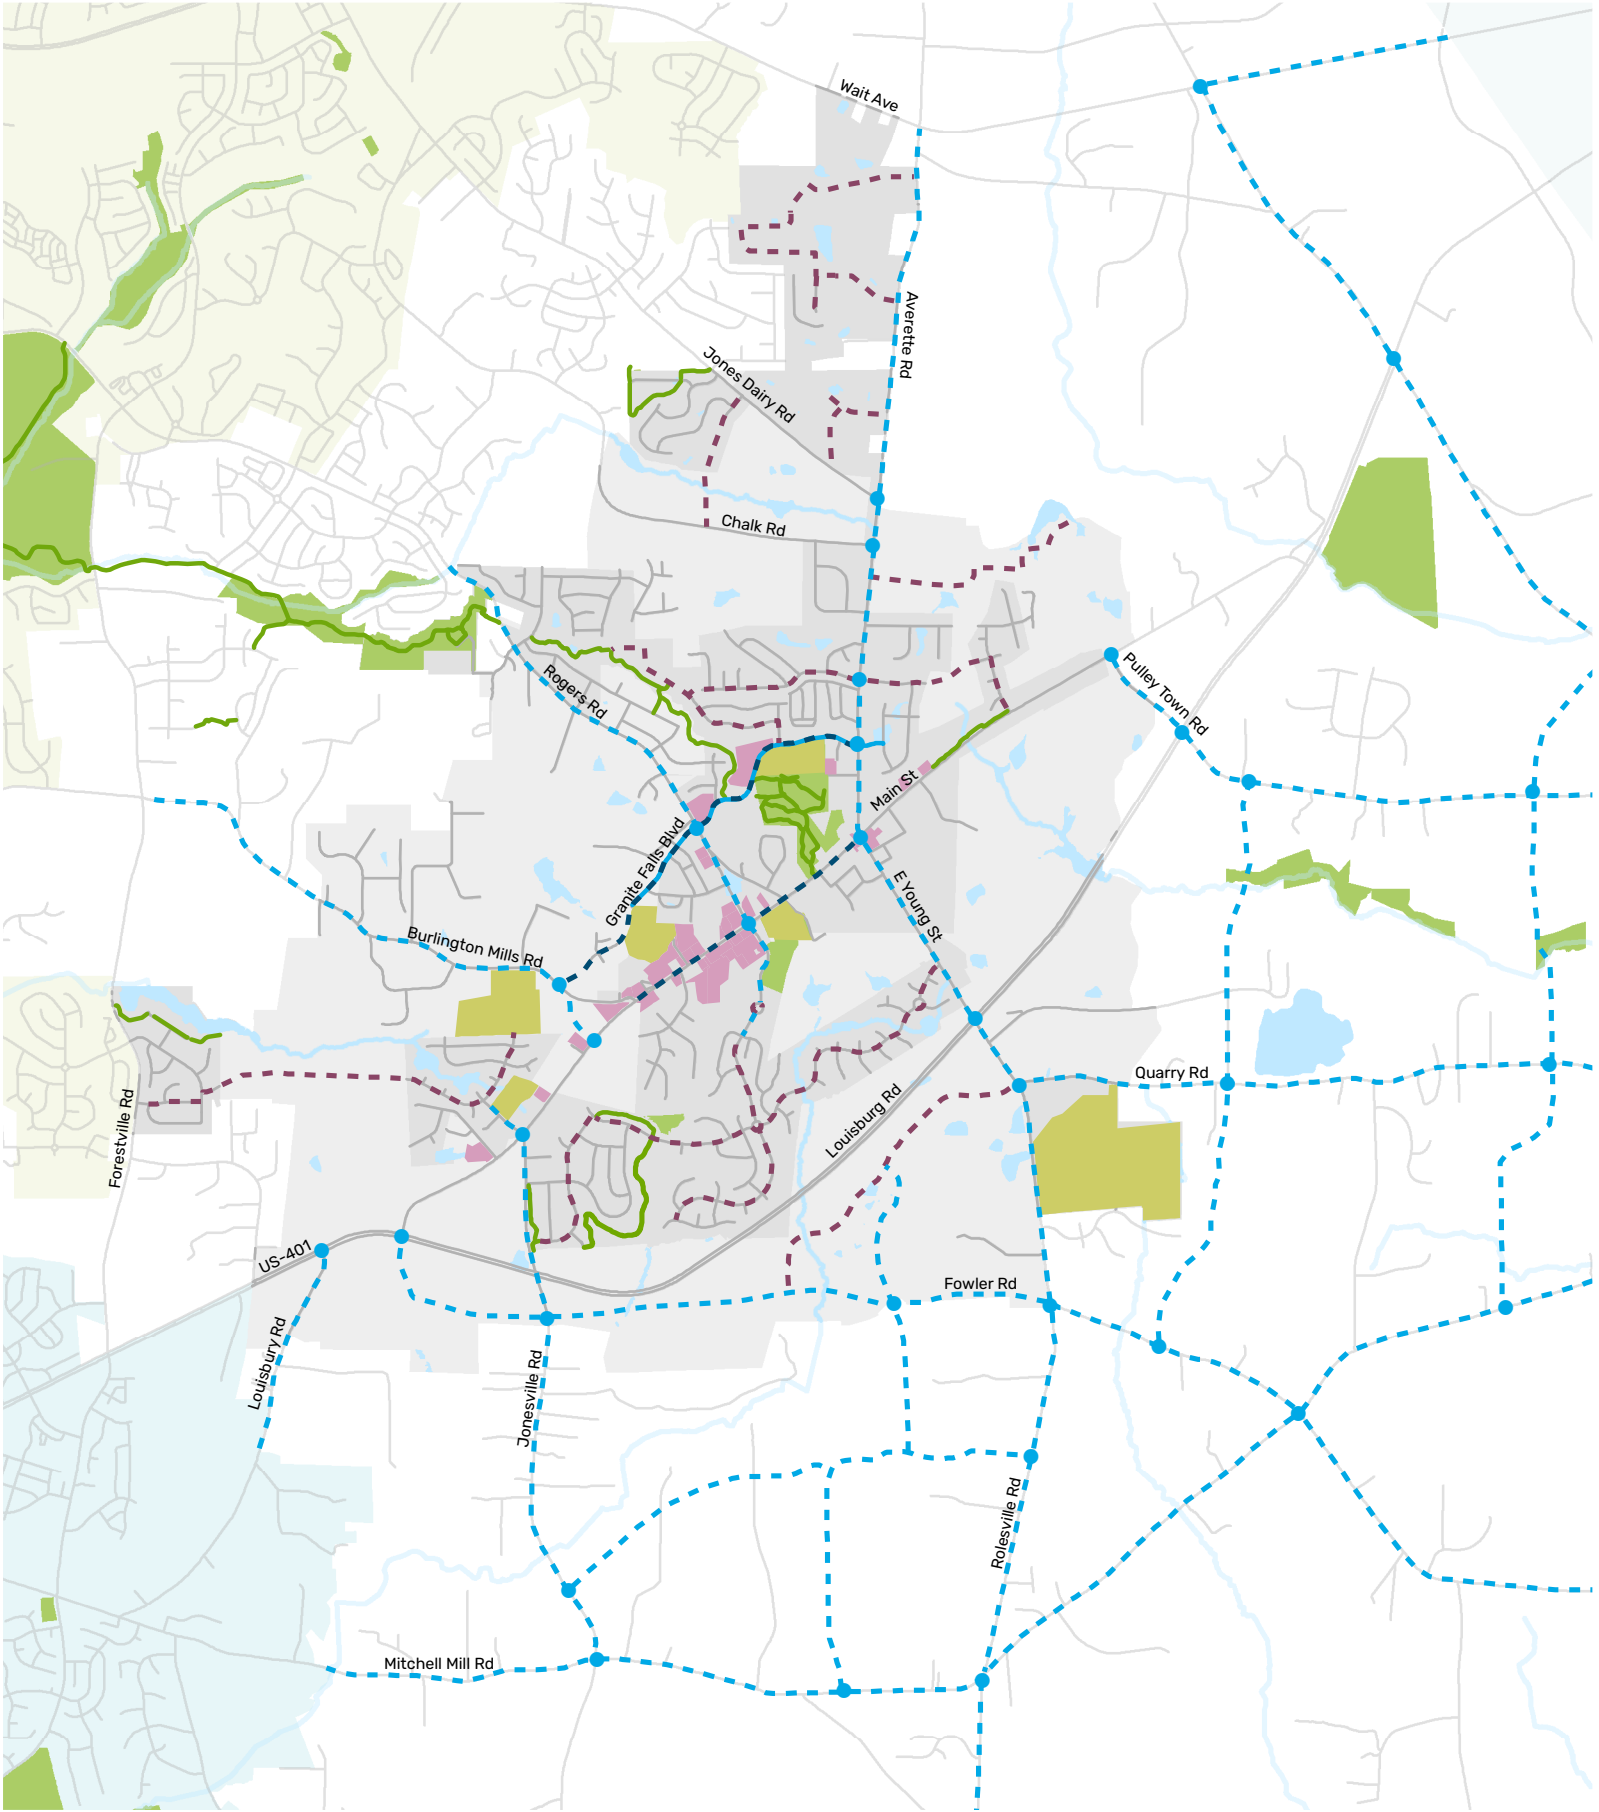 Wait Ave
Averette Rd
Jones Dairy Rd
Chalk Rd
Pulley Town Rd
Rogers Rd
Main St
Granite Falls Blvd
E Young St
Burlington Mills Rd
Quarry Rd
Louisburg Rd
Forestville Rd
US-401
Fowler Rd
Louisbury Rd
Jonesville Rd
Rolesville Rd
Mitchell Mill Rd